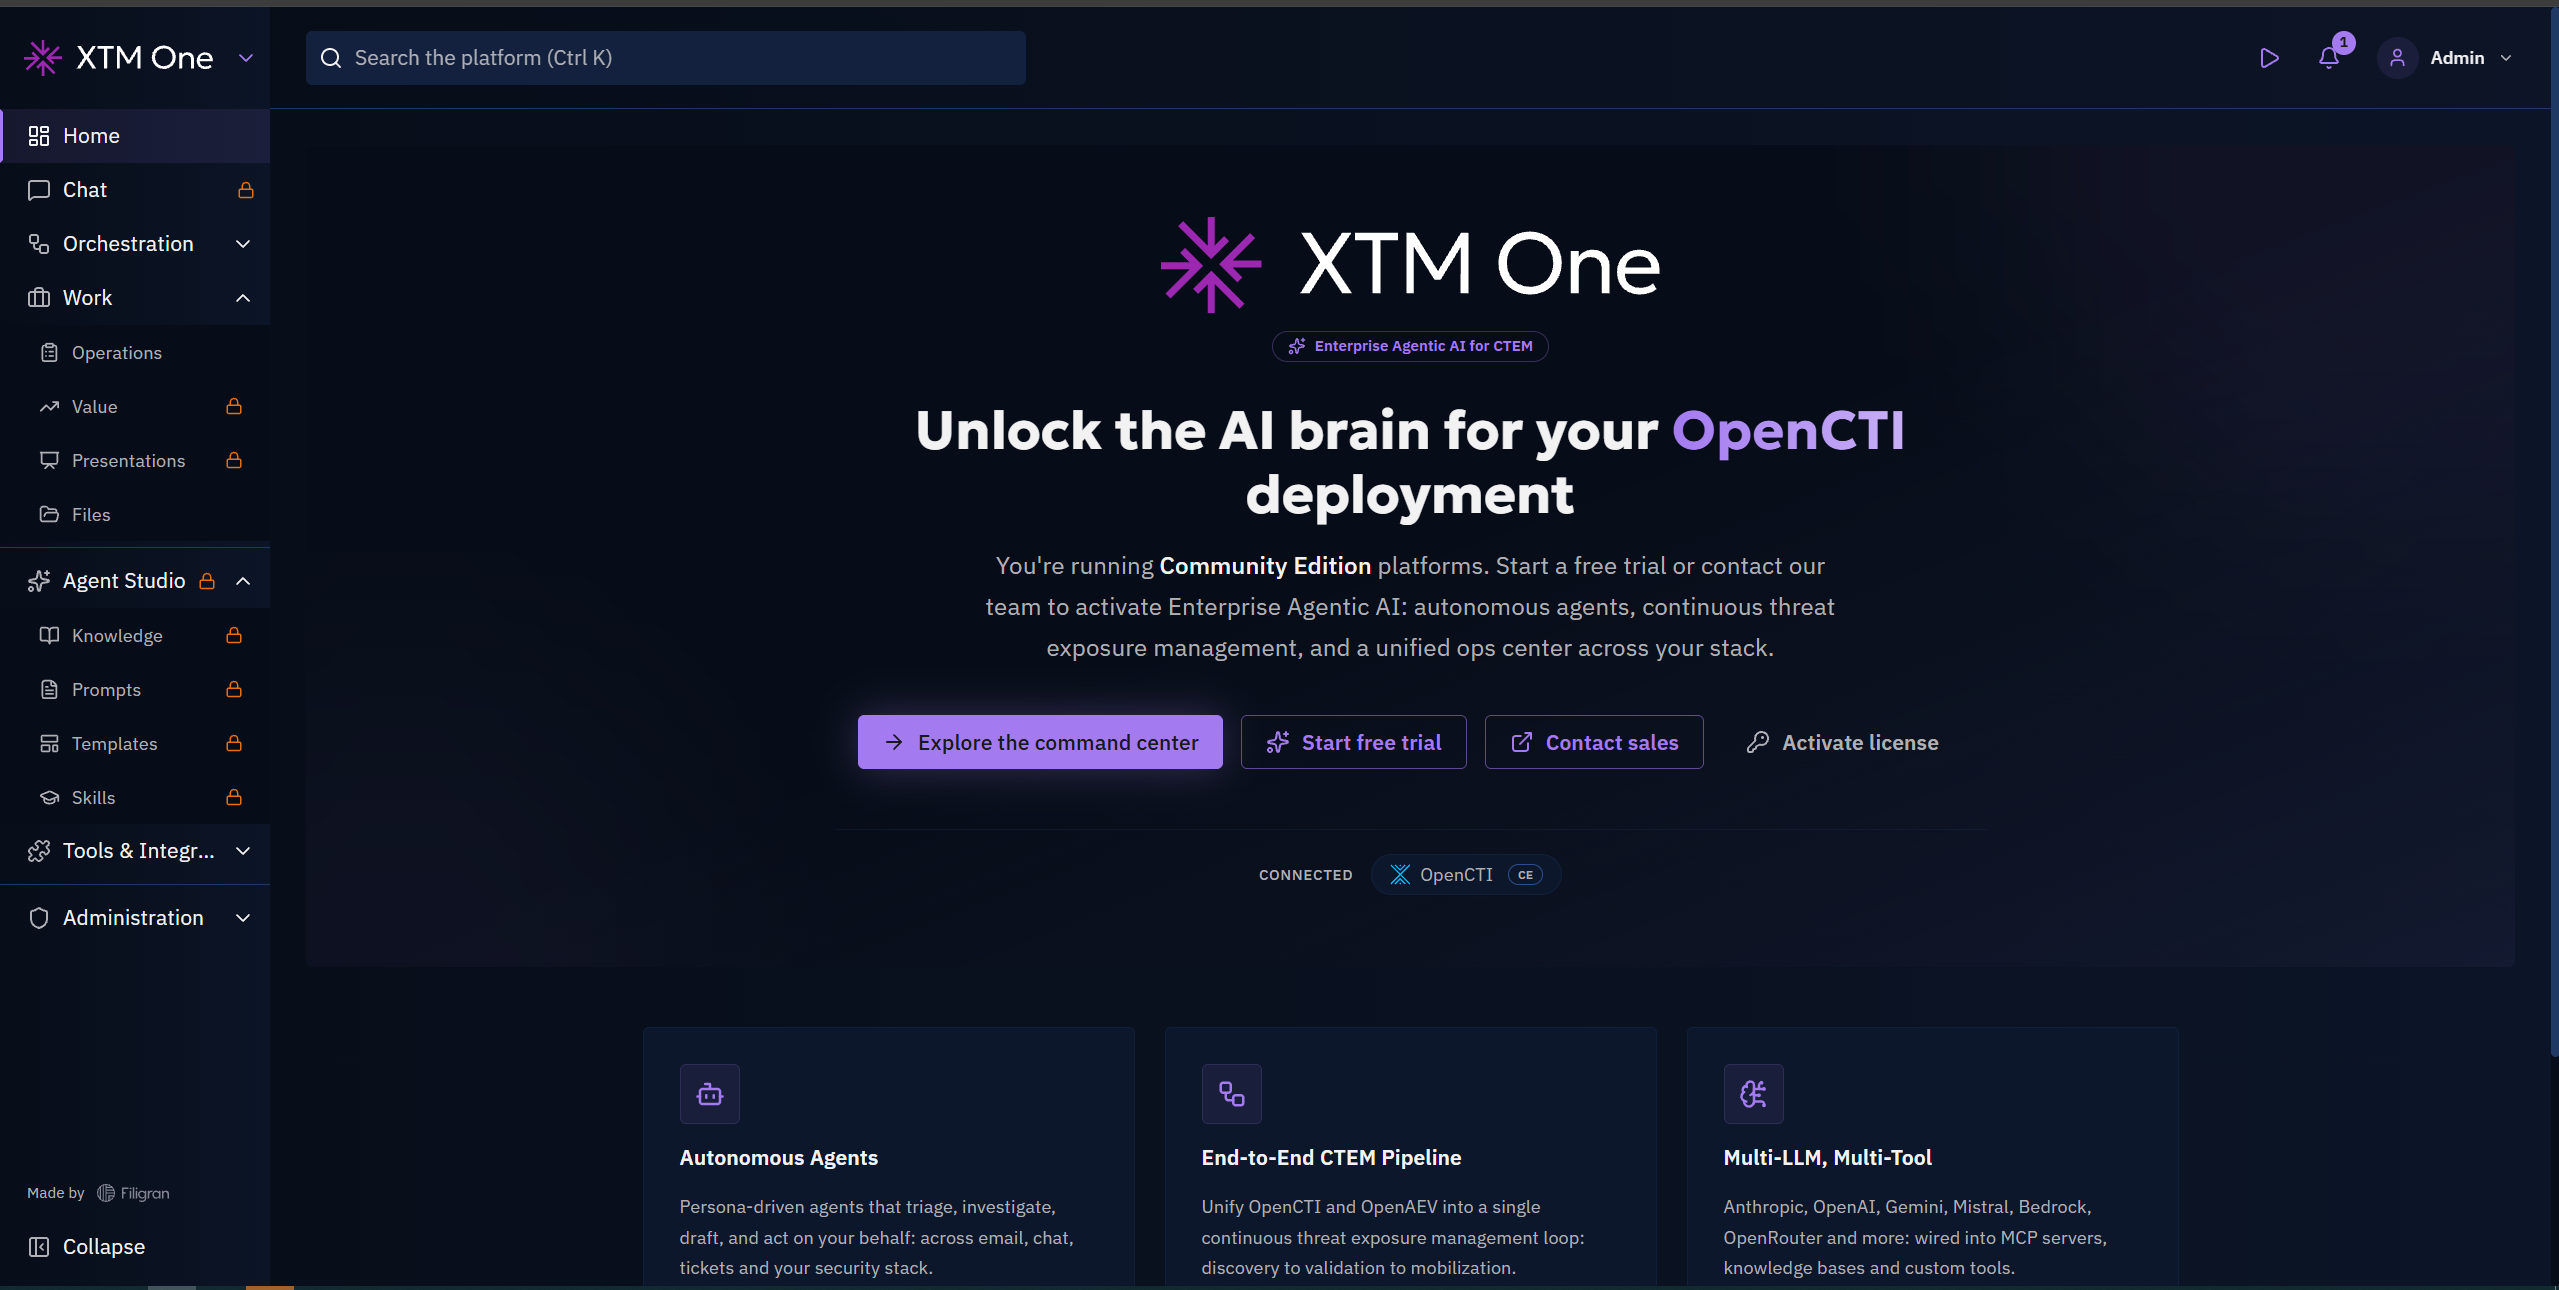 XTM One
Search the platform (Ctrl K)
1
Admin
Home
Chat
Orchestration
Work
Operations
Value
Presentations
Files
Agent Studio
Knowledge
Prompts
Templates
Skills
Tools & Integr...
Administration
Made by Filigran
Collapse
XTM One
Enterprise Agentic AI for CTEM
Unlock the AI brain for your OpenCTI
deployment
You're running Community Edition platforms. Start a free trial or contact our
team to activate Enterprise Agentic AI: autonomous agents, continuous threat
exposure management, and a unified ops center across your stack.
Explore the command center
Start free trial
Contact sales
Activate license
CONNECTED OpenCTI CE
Autonomous Agents
Persona-driven agents that triage, investigate,
draft, and act on your behalf: across email, chat,
tickets and your security stack.
End-to-End CTEM Pipeline
Unify OpenCTI and OpenAEV into a single
continuous threat exposure management loop:
discovery to validation to mobilization.
Multi-LLM, Multi-Tool
Anthropic, OpenAI, Gemini, Mistral, Bedrock,
OpenRouter and more: wired into MCP servers,
knowledge bases and custom tools.